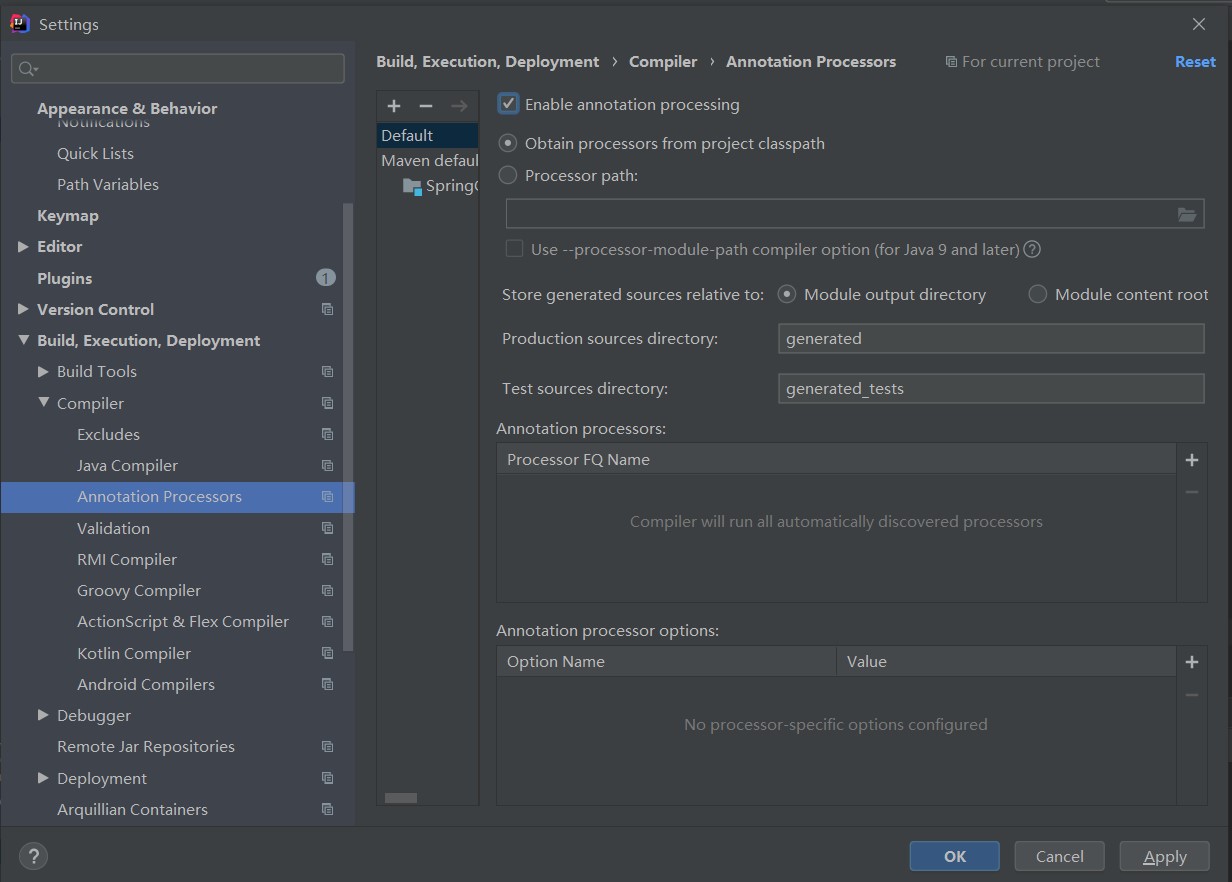 Settings
Appearance & Behavior
Notifications
Quick Lists
Path Variables
Keymap
Editor
Plugins
1
Version Control
Build, Execution, Deployment
Build Tools
Compiler
Excludes
Java Compiler
Annotation Processors
Validation
RMI Compiler
Groovy Compiler
ActionScript & Flex Compiler
Kotlin Compiler
Android Compilers
Debugger
Remote Jar Repositories
Deployment
Arquillian Containers
Build, Execution, Deployment › Compiler › Annotation Processors
For current project
Reset
Default
Maven defaul
Spring
Enable annotation processing
Obtain processors from project classpath
Processor path:
Use --processor-module-path compiler option (for Java 9 and later) ?
Store generated sources relative to: Module output directory Module content root
Production sources directory: generated
Test sources directory: generated_tests
Annotation processors:
Processor FQ Name
Compiler will run all automatically discovered processors
Annotation processor options:
Option Name Value
No processor-specific options configured
?
OK Cancel Apply